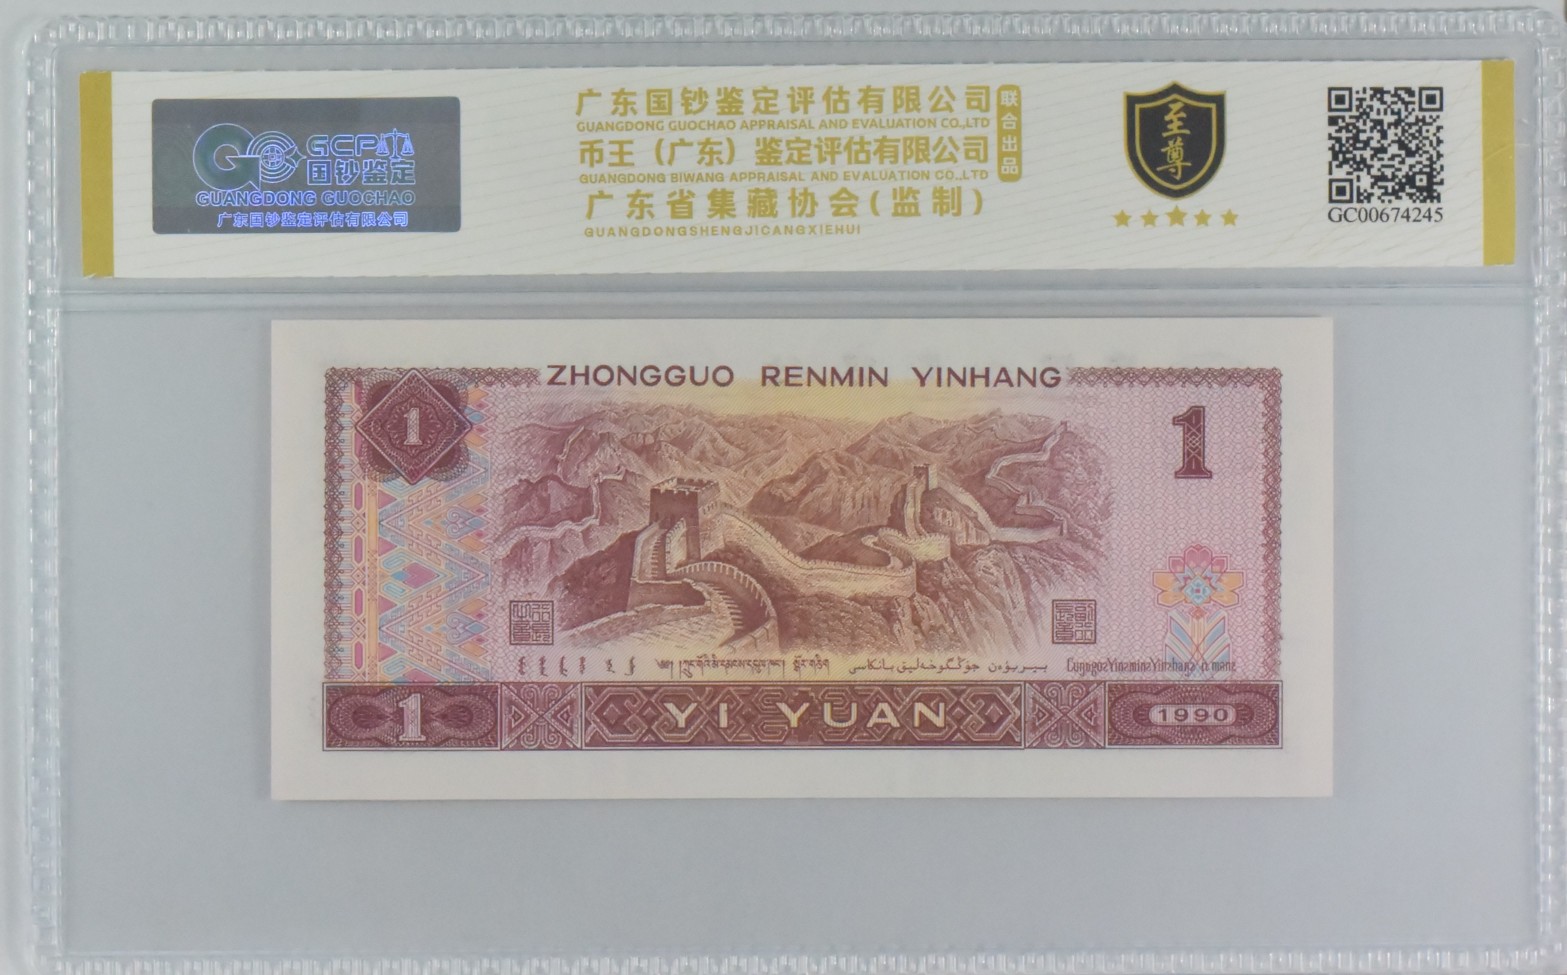 GCP
国钞鉴定
GUANGDONG GUOCHAO
广东国钞鉴定评估有限公司
广东国钞鉴定评估有限公司
GUANGDONG GUOCHAO APPRAISAL AND EVALUATION CO.,LTD
币王（广东）鉴定评估有限公司
GUANGDONG BIWANG APPRAISAL AND EVALUATION CO.,LTD
联合出品
广东省集藏协会(监制)
GUANGDONGSHENGJICANGXIEHUI
至尊
GC00674245
ZHONGGUO RENMIN YINHANG
1
1
1
YI YUAN
1990